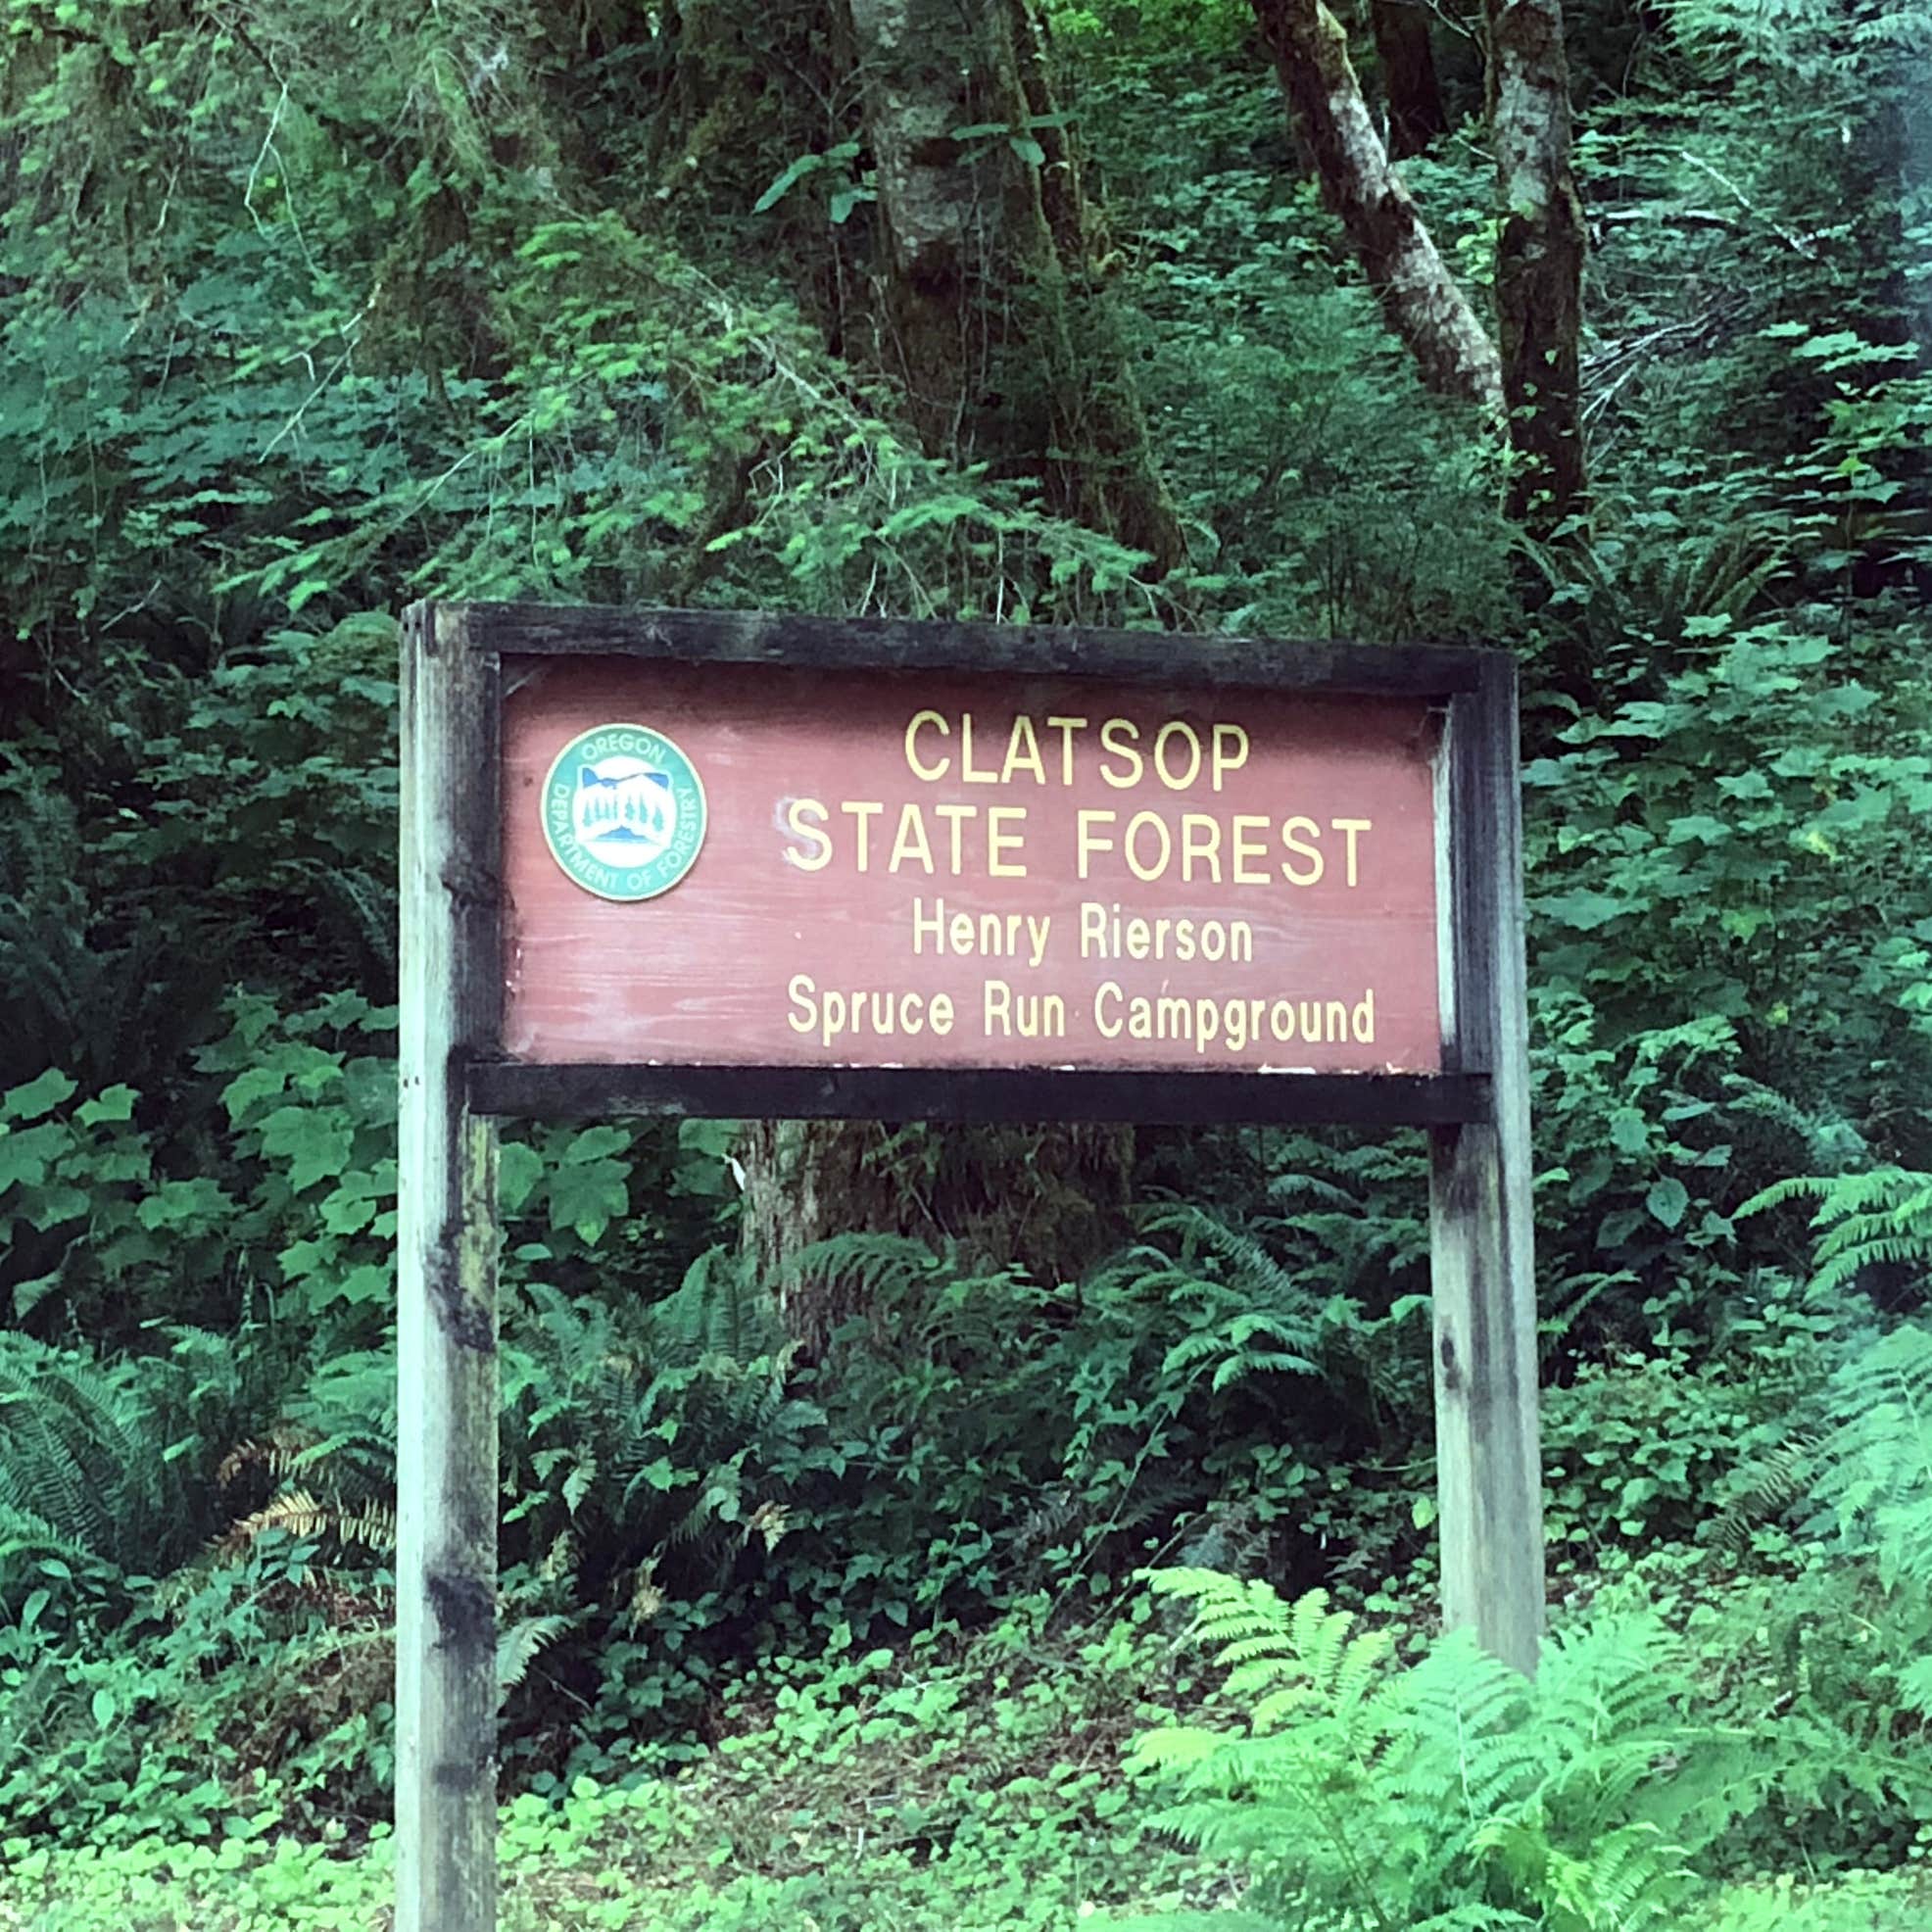 OREGON
DEPARTMENT OF FORESTRY
CLATSOP
STATE FOREST
Henry Rierson
Spruce Run Campground